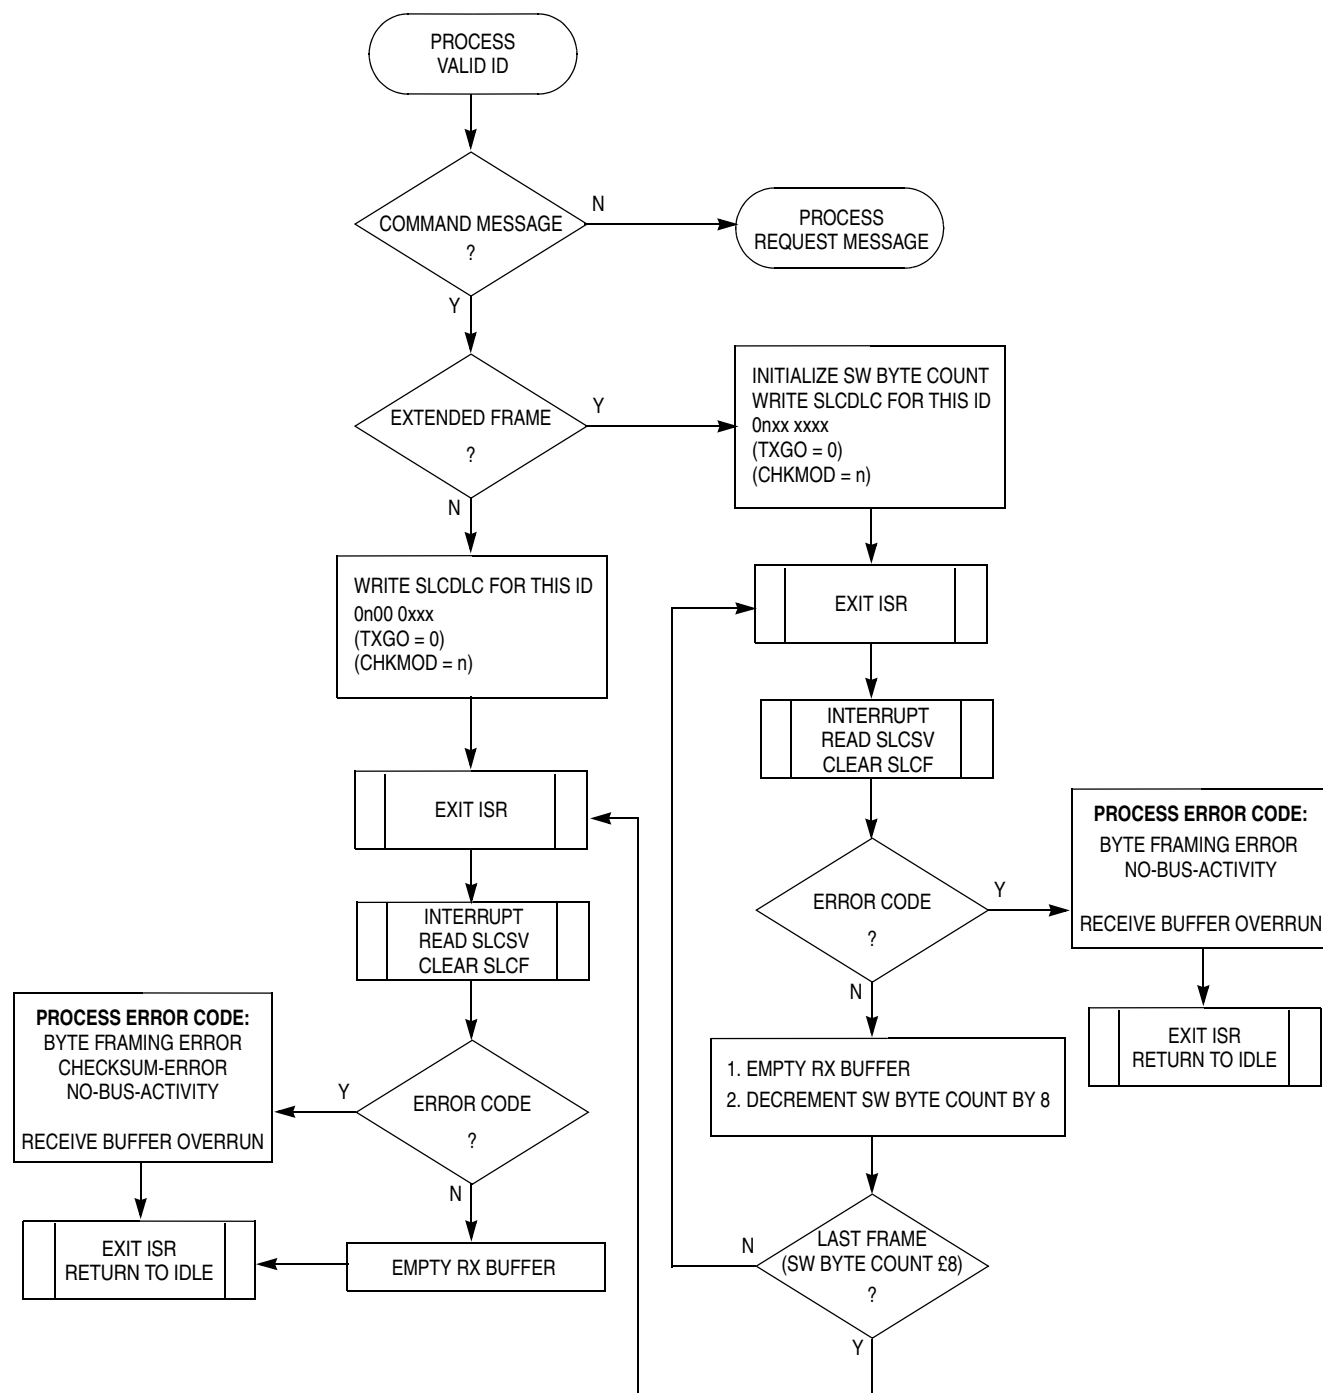 PROCESS
VALID ID
COMMAND MESSAGE
?
N
PROCESS
REQUEST MESSAGE
Y
EXTENDED FRAME
?
Y
INITIALIZE SW BYTE COUNT
WRITE SLCDLC FOR THIS ID
0nxx xxxx
(TXGO = 0)
(CHKMOD = n)
N
WRITE SLCDLC FOR THIS ID
0n00 0xxx
(TXGO = 0)
(CHKMOD = n)
EXIT ISR
INTERRUPT
READ SLCSV
CLEAR SLCF
EXIT ISR
INTERRUPT
READ SLCSV
CLEAR SLCF
ERROR CODE
?
Y
PROCESS ERROR CODE:
BYTE FRAMING ERROR
NO-BUS-ACTIVITY
RECEIVE BUFFER OVERRUN
EXIT ISR
RETURN TO IDLE
N
1. EMPTY RX BUFFER
2. DECREMENT SW BYTE COUNT BY 8
PROCESS ERROR CODE:
BYTE FRAMING ERROR
CHECKSUM-ERROR
NO-BUS-ACTIVITY
RECEIVE BUFFER OVERRUN
Y
ERROR CODE
?
N
EXIT ISR
RETURN TO IDLE
EMPTY RX BUFFER
N
LAST FRAME
(SW BYTE COUNT £8)
?
Y